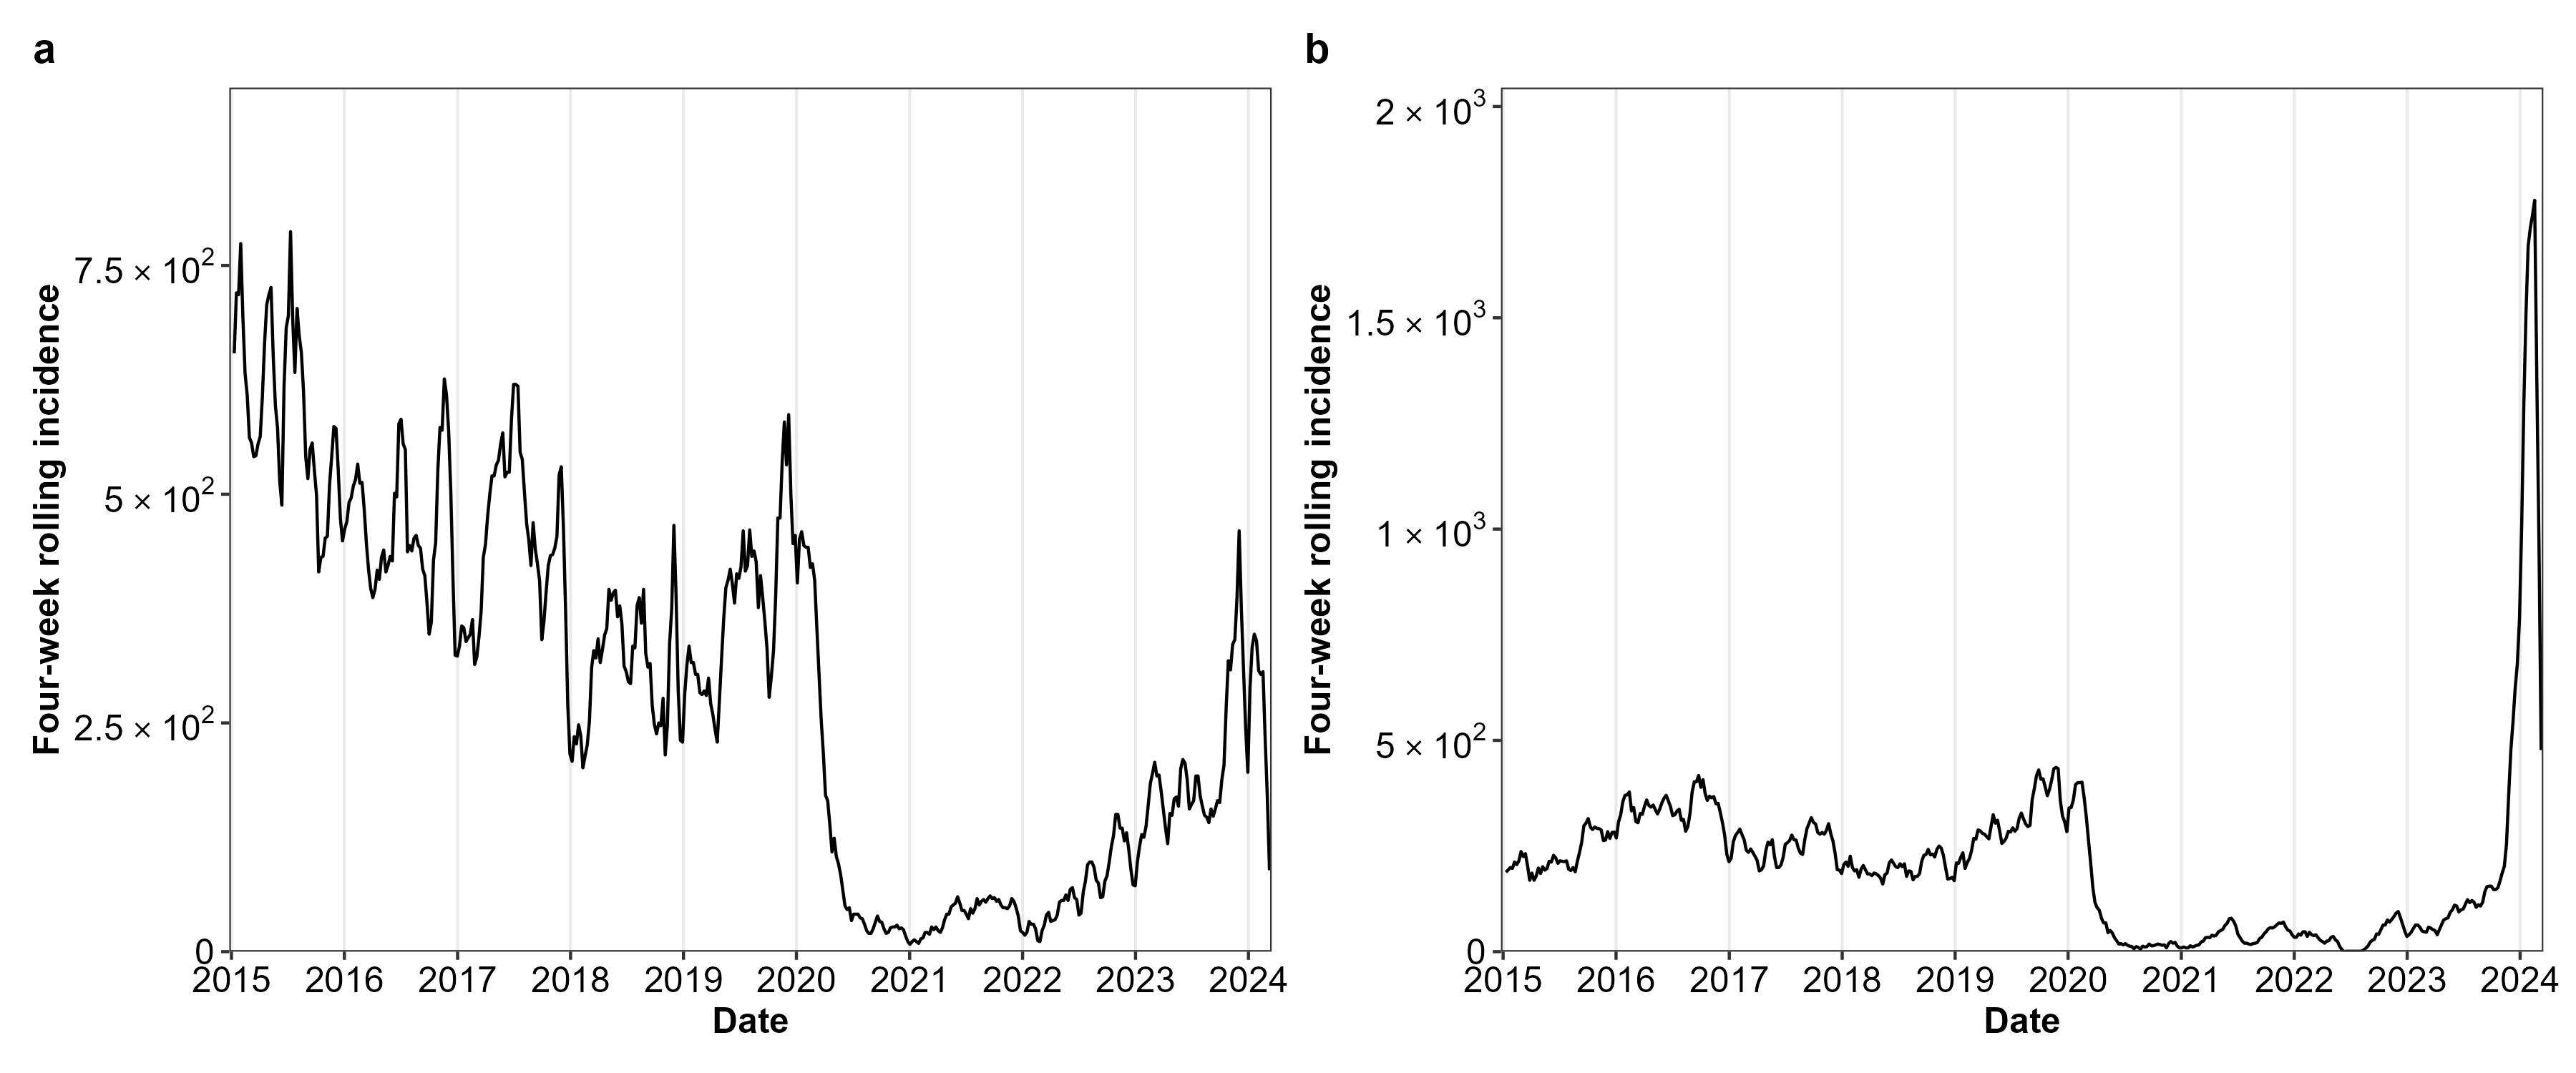 a
Four-week rolling incidence
7.5 × 10²
5 × 10²
2.5 × 10²
0
2015 2016 2017 2018 2019 2020 2021 2022 2023 2024
Date
b
Four-week rolling incidence
2 × 10³
1.5 × 10³
1 × 10³
5 × 10²
0
2015 2016 2017 2018 2019 2020 2021 2022 2023 2024
Date